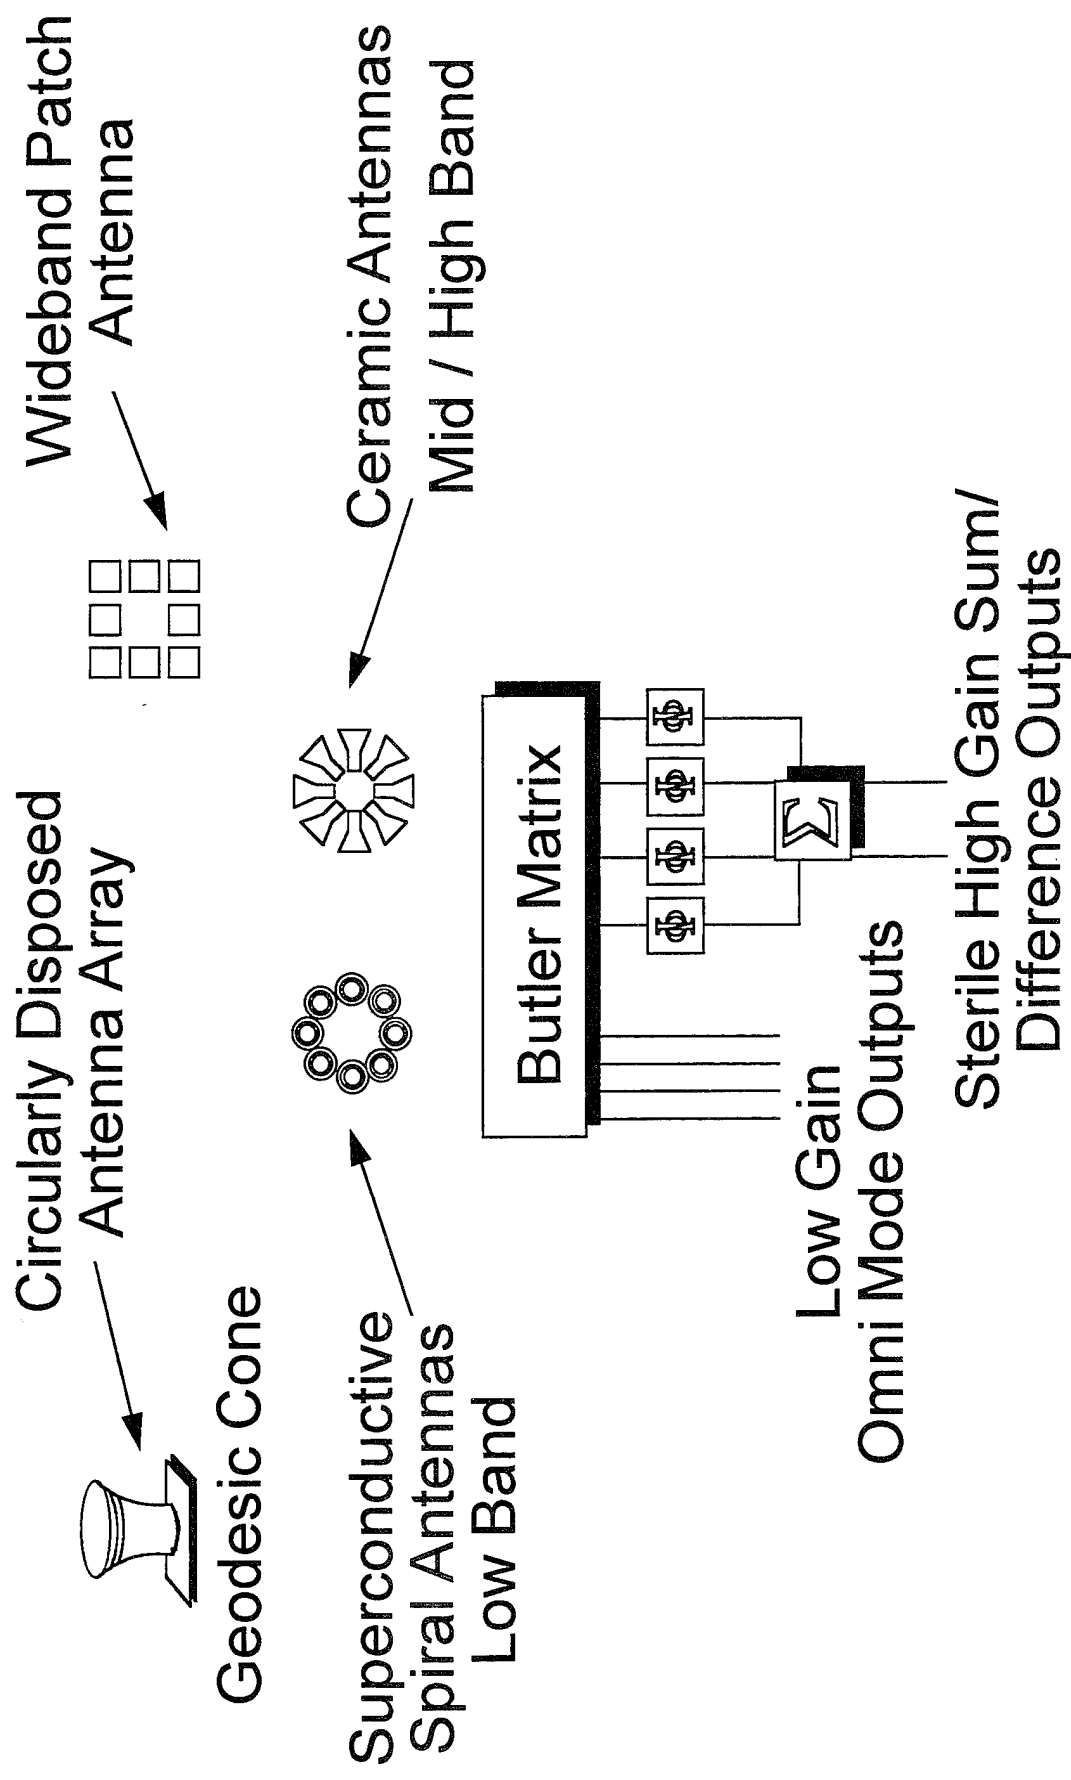 Circularly Disposed
Antenna Array
Wideband Patch
Antenna
Geodesic Cone
Superconductive
Spiral Antennas
Low Band
Ceramic Antennas
Mid / High Band
Butler Matrix
Φ Φ Φ Φ
Σ
Low Gain
Omni Mode Outputs
Sterile High Gain Sum/
Difference Outputs